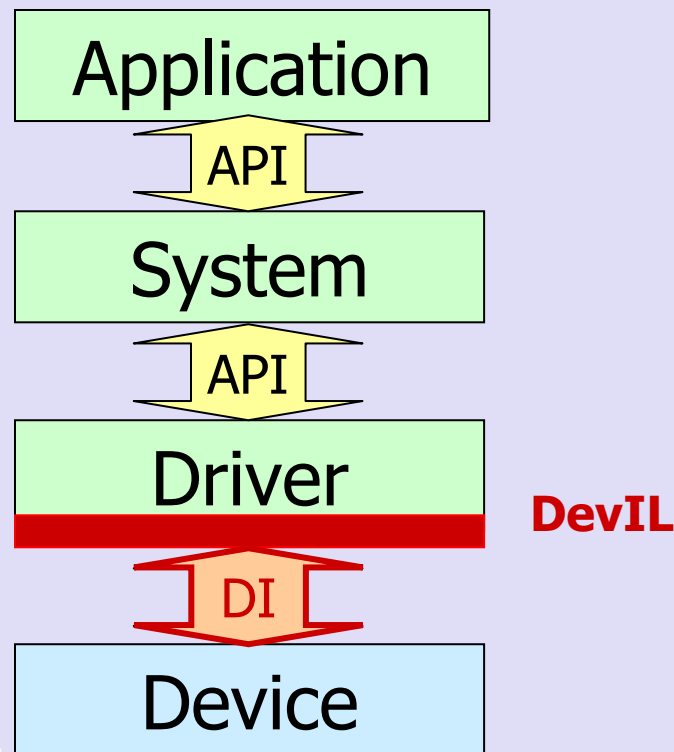 Application
API
System
API
Driver
DevIL
DI
Device